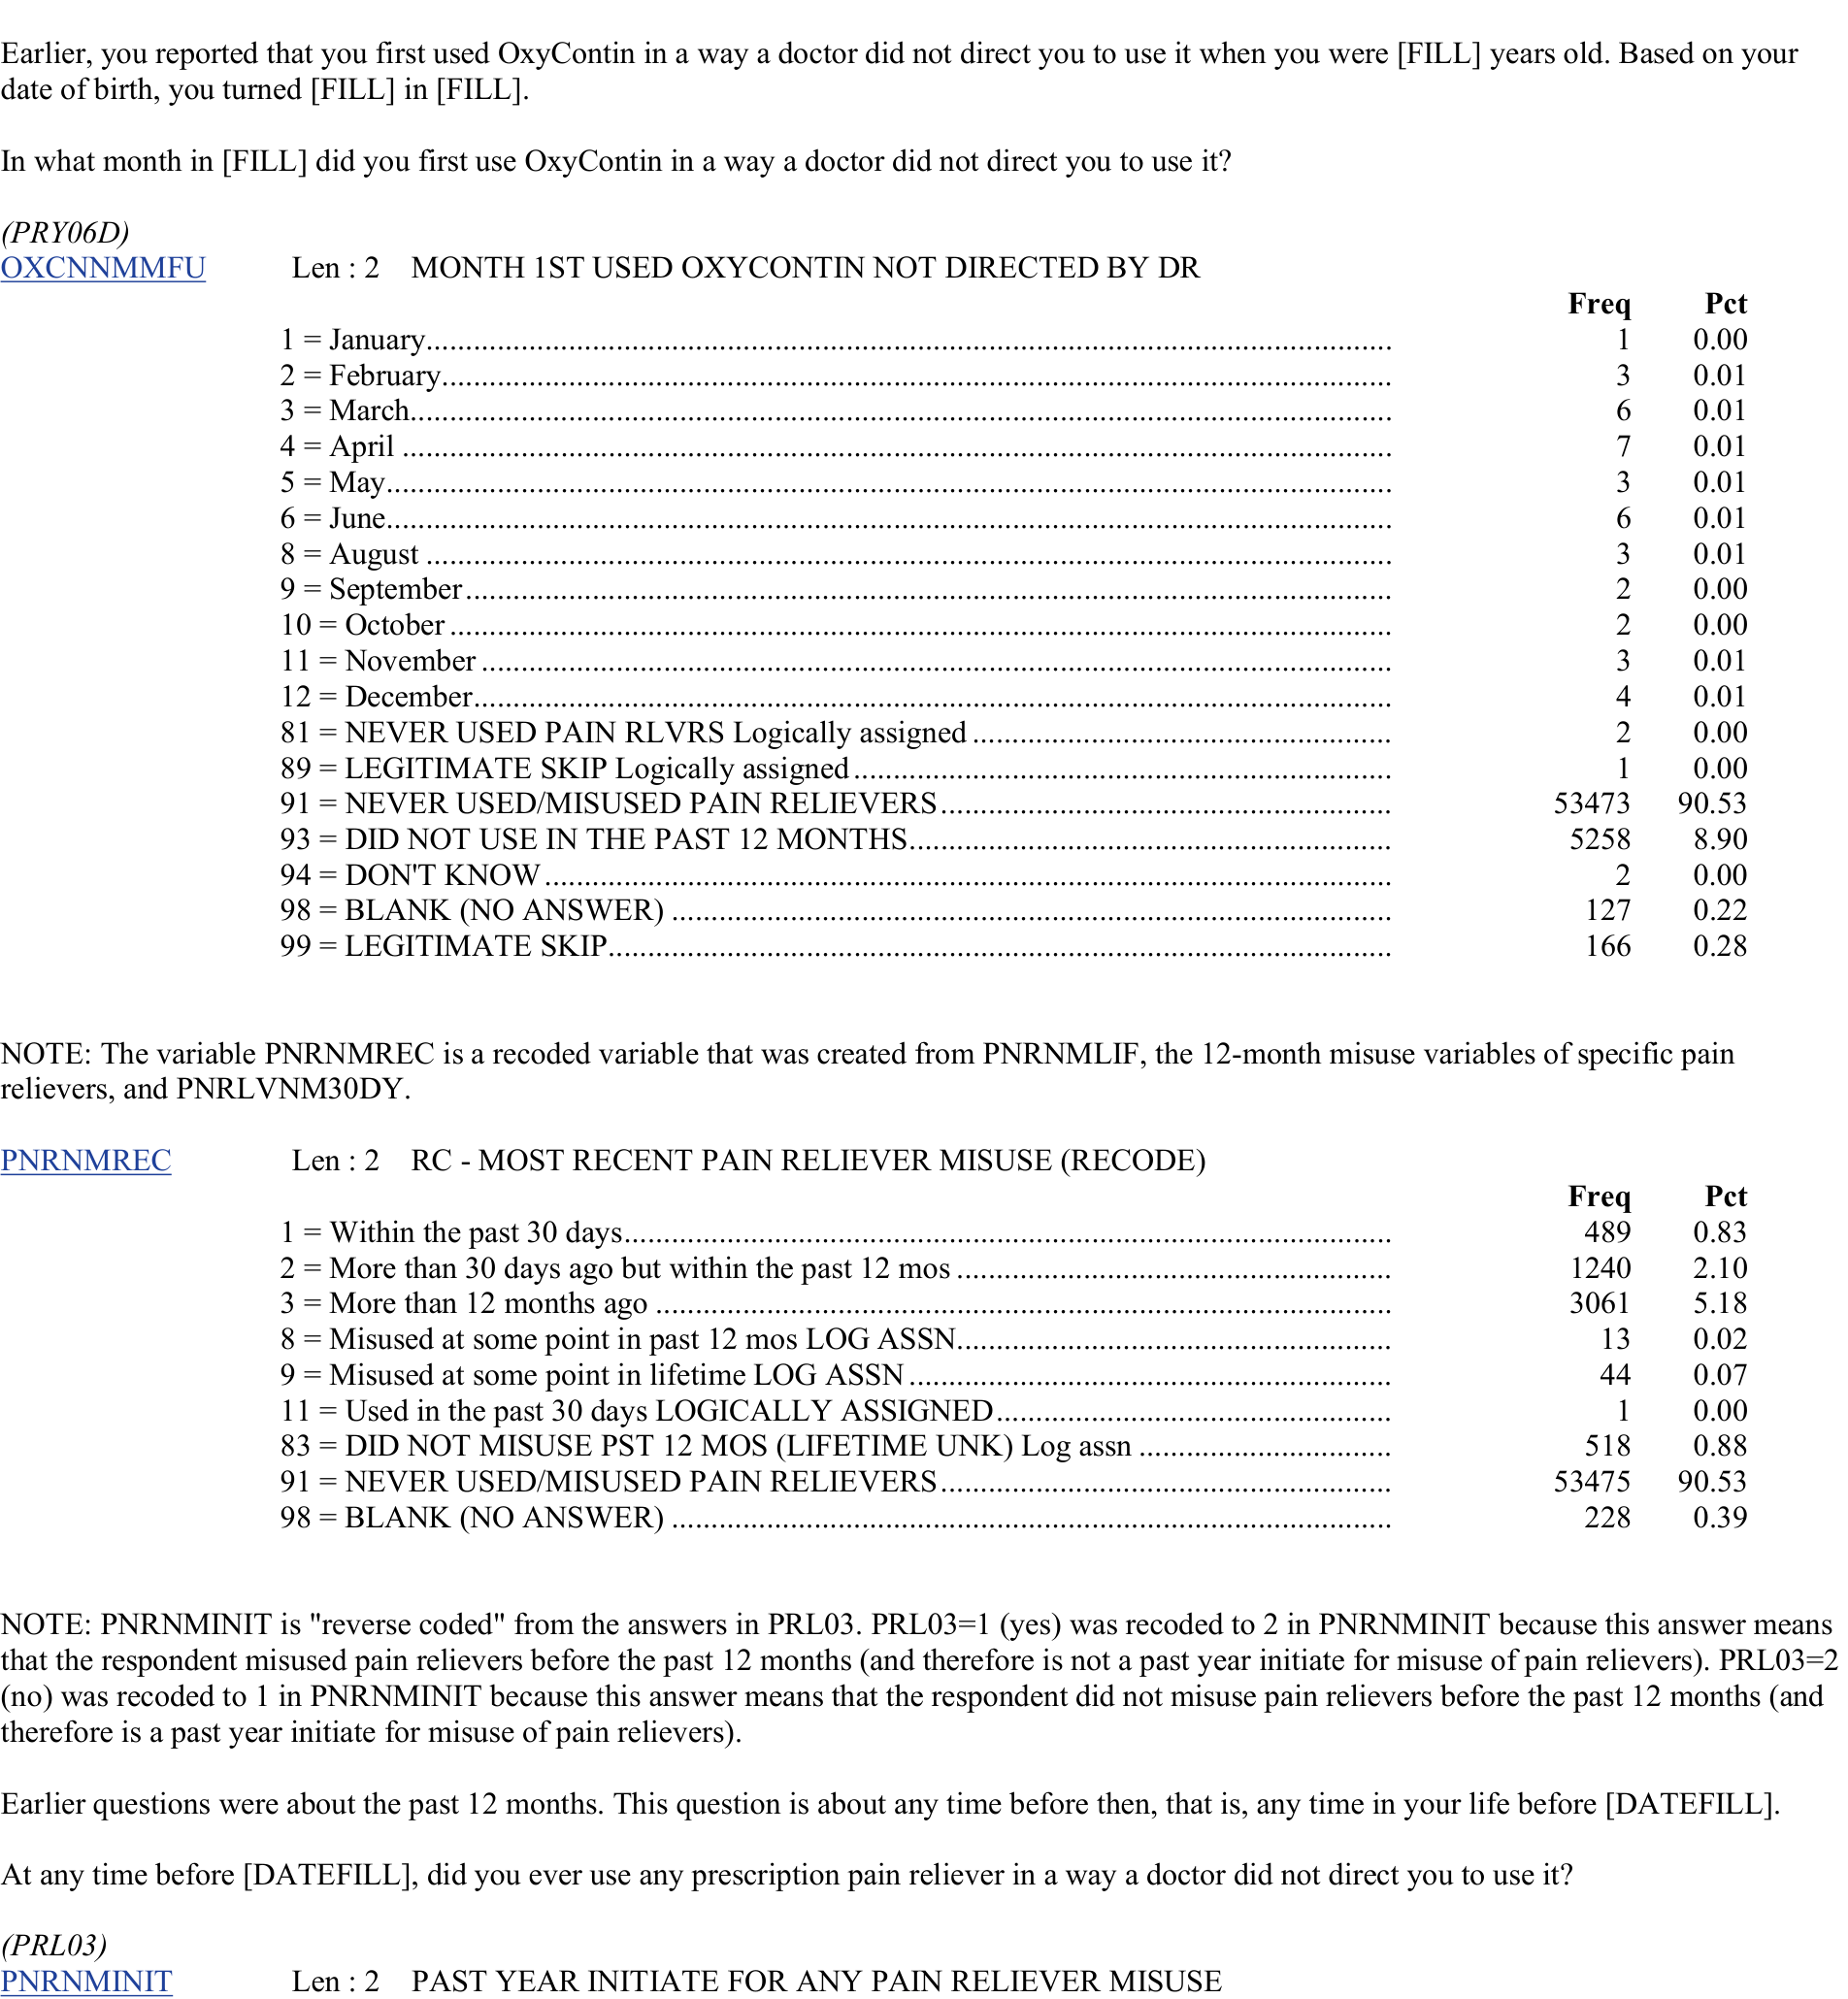 Earlier, you reported that you first used OxyContin in a way a doctor did not direct you to use it when you were [FILL] years old. Based on your
date of birth, you turned [FILL] in [FILL].
In what month in [FILL] did you first use OxyContin in a way a doctor did not direct you to use it?
(PRY06D)
OXCNNMMFU Len : 2 MONTH 1ST USED OXYCONTIN NOT DIRECTED BY DR
Freq Pct
1 = January 1 0.00
2 = February 3 0.01
3 = March 6 0.01
4 = April 7 0.01
5 = May 3 0.01
6 = June 6 0.01
8 = August 3 0.01
9 = September 2 0.00
10 = October 2 0.00
11 = November 3 0.01
12 = December 4 0.01
81 = NEVER USED PAIN RLVRS Logically assigned 2 0.00
89 = LEGITIMATE SKIP Logically assigned 1 0.00
91 = NEVER USED/MISUSED PAIN RELIEVERS 53473 90.53
93 = DID NOT USE IN THE PAST 12 MONTHS 5258 8.90
94 = DON'T KNOW 2 0.00
98 = BLANK (NO ANSWER) 127 0.22
99 = LEGITIMATE SKIP 166 0.28
NOTE: The variable PNRNMREC is a recoded variable that was created from PNRNMLIF, the 12-month misuse variables of specific pain
relievers, and PNRLVNM30DY.
PNRNMREC Len : 2 RC - MOST RECENT PAIN RELIEVER MISUSE (RECODE)
Freq Pct
1 = Within the past 30 days 489 0.83
2 = More than 30 days ago but within the past 12 mos 1240 2.10
3 = More than 12 months ago 3061 5.18
8 = Misused at some point in past 12 mos LOG ASSN 13 0.02
9 = Misused at some point in lifetime LOG ASSN 44 0.07
11 = Used in the past 30 days LOGICALLY ASSIGNED 1 0.00
83 = DID NOT MISUSE PST 12 MOS (LIFETIME UNK) Log assn 518 0.88
91 = NEVER USED/MISUSED PAIN RELIEVERS 53475 90.53
98 = BLANK (NO ANSWER) 228 0.39
NOTE: PNRNMINIT is "reverse coded" from the answers in PRL03. PRL03=1 (yes) was recoded to 2 in PNRNMINIT because this answer means
that the respondent misused pain relievers before the past 12 months (and therefore is not a past year initiate for misuse of pain relievers). PRL03=2
(no) was recoded to 1 in PNRNMINIT because this answer means that the respondent did not misuse pain relievers before the past 12 months (and
therefore is a past year initiate for misuse of pain relievers).
Earlier questions were about the past 12 months. This question is about any time before then, that is, any time in your life before [DATEFILL].
At any time before [DATEFILL], did you ever use any prescription pain reliever in a way a doctor did not direct you to use it?
(PRL03)
PNRNMINIT Len : 2 PAST YEAR INITIATE FOR ANY PAIN RELIEVER MISUSE